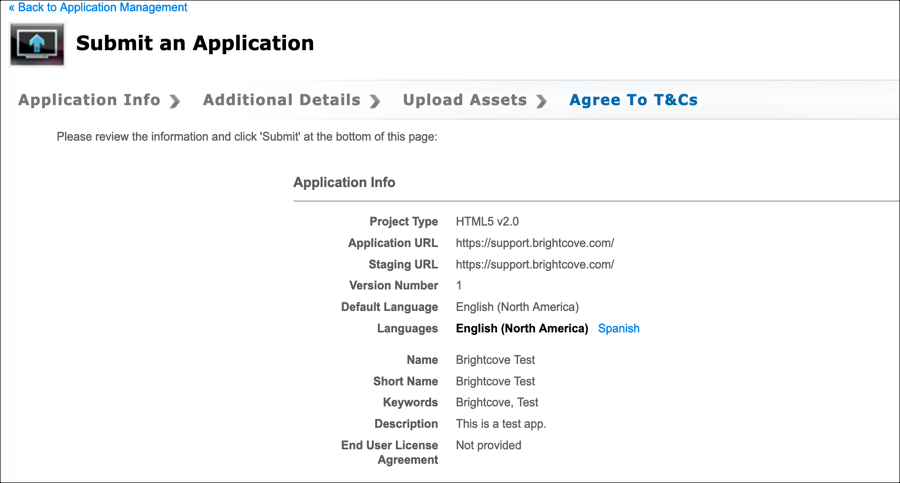 « Back to Application Management
Submit an Application
Application Info Additional Details Upload Assets Agree To T&Cs
Please review the information and click 'Submit' at the bottom of this page:
Application Info
Project Type HTML5 v2.0
Application URL https://support.brightcove.com/
Staging URL https://support.brightcove.com/
Version Number 1
Default Language English (North America)
Languages English (North America) Spanish
Name Brightcove Test
Short Name Brightcove Test
Keywords Brightcove, Test
Description This is a test app.
End User License Not provided
Agreement